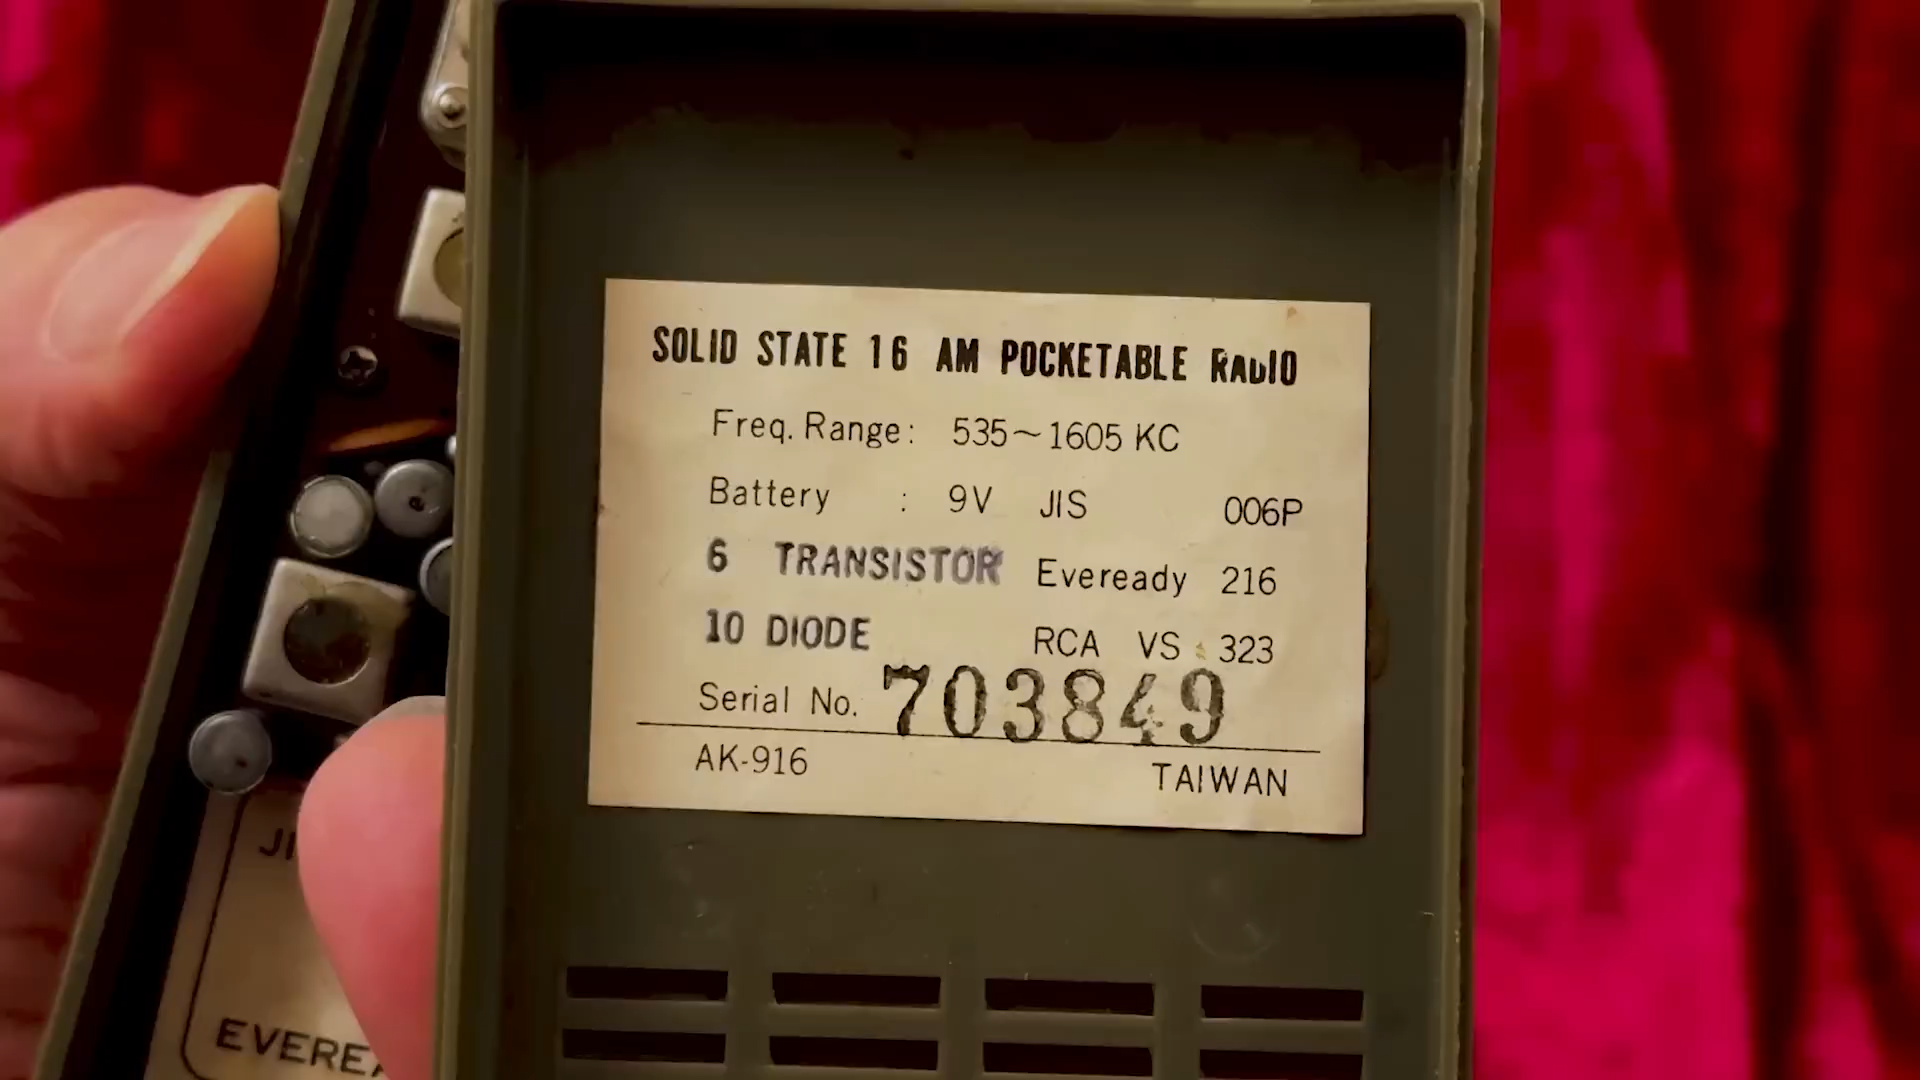 SOLID STATE 16 AM POCKETABLE RADIO
Freq. Range: 535~1605 KC
Battery : 9V JIS 006P
6 TRANSISTOR Eveready 216
10 DIODE RCA VS 323
Serial No. 703849
AK-916 TAIWAN